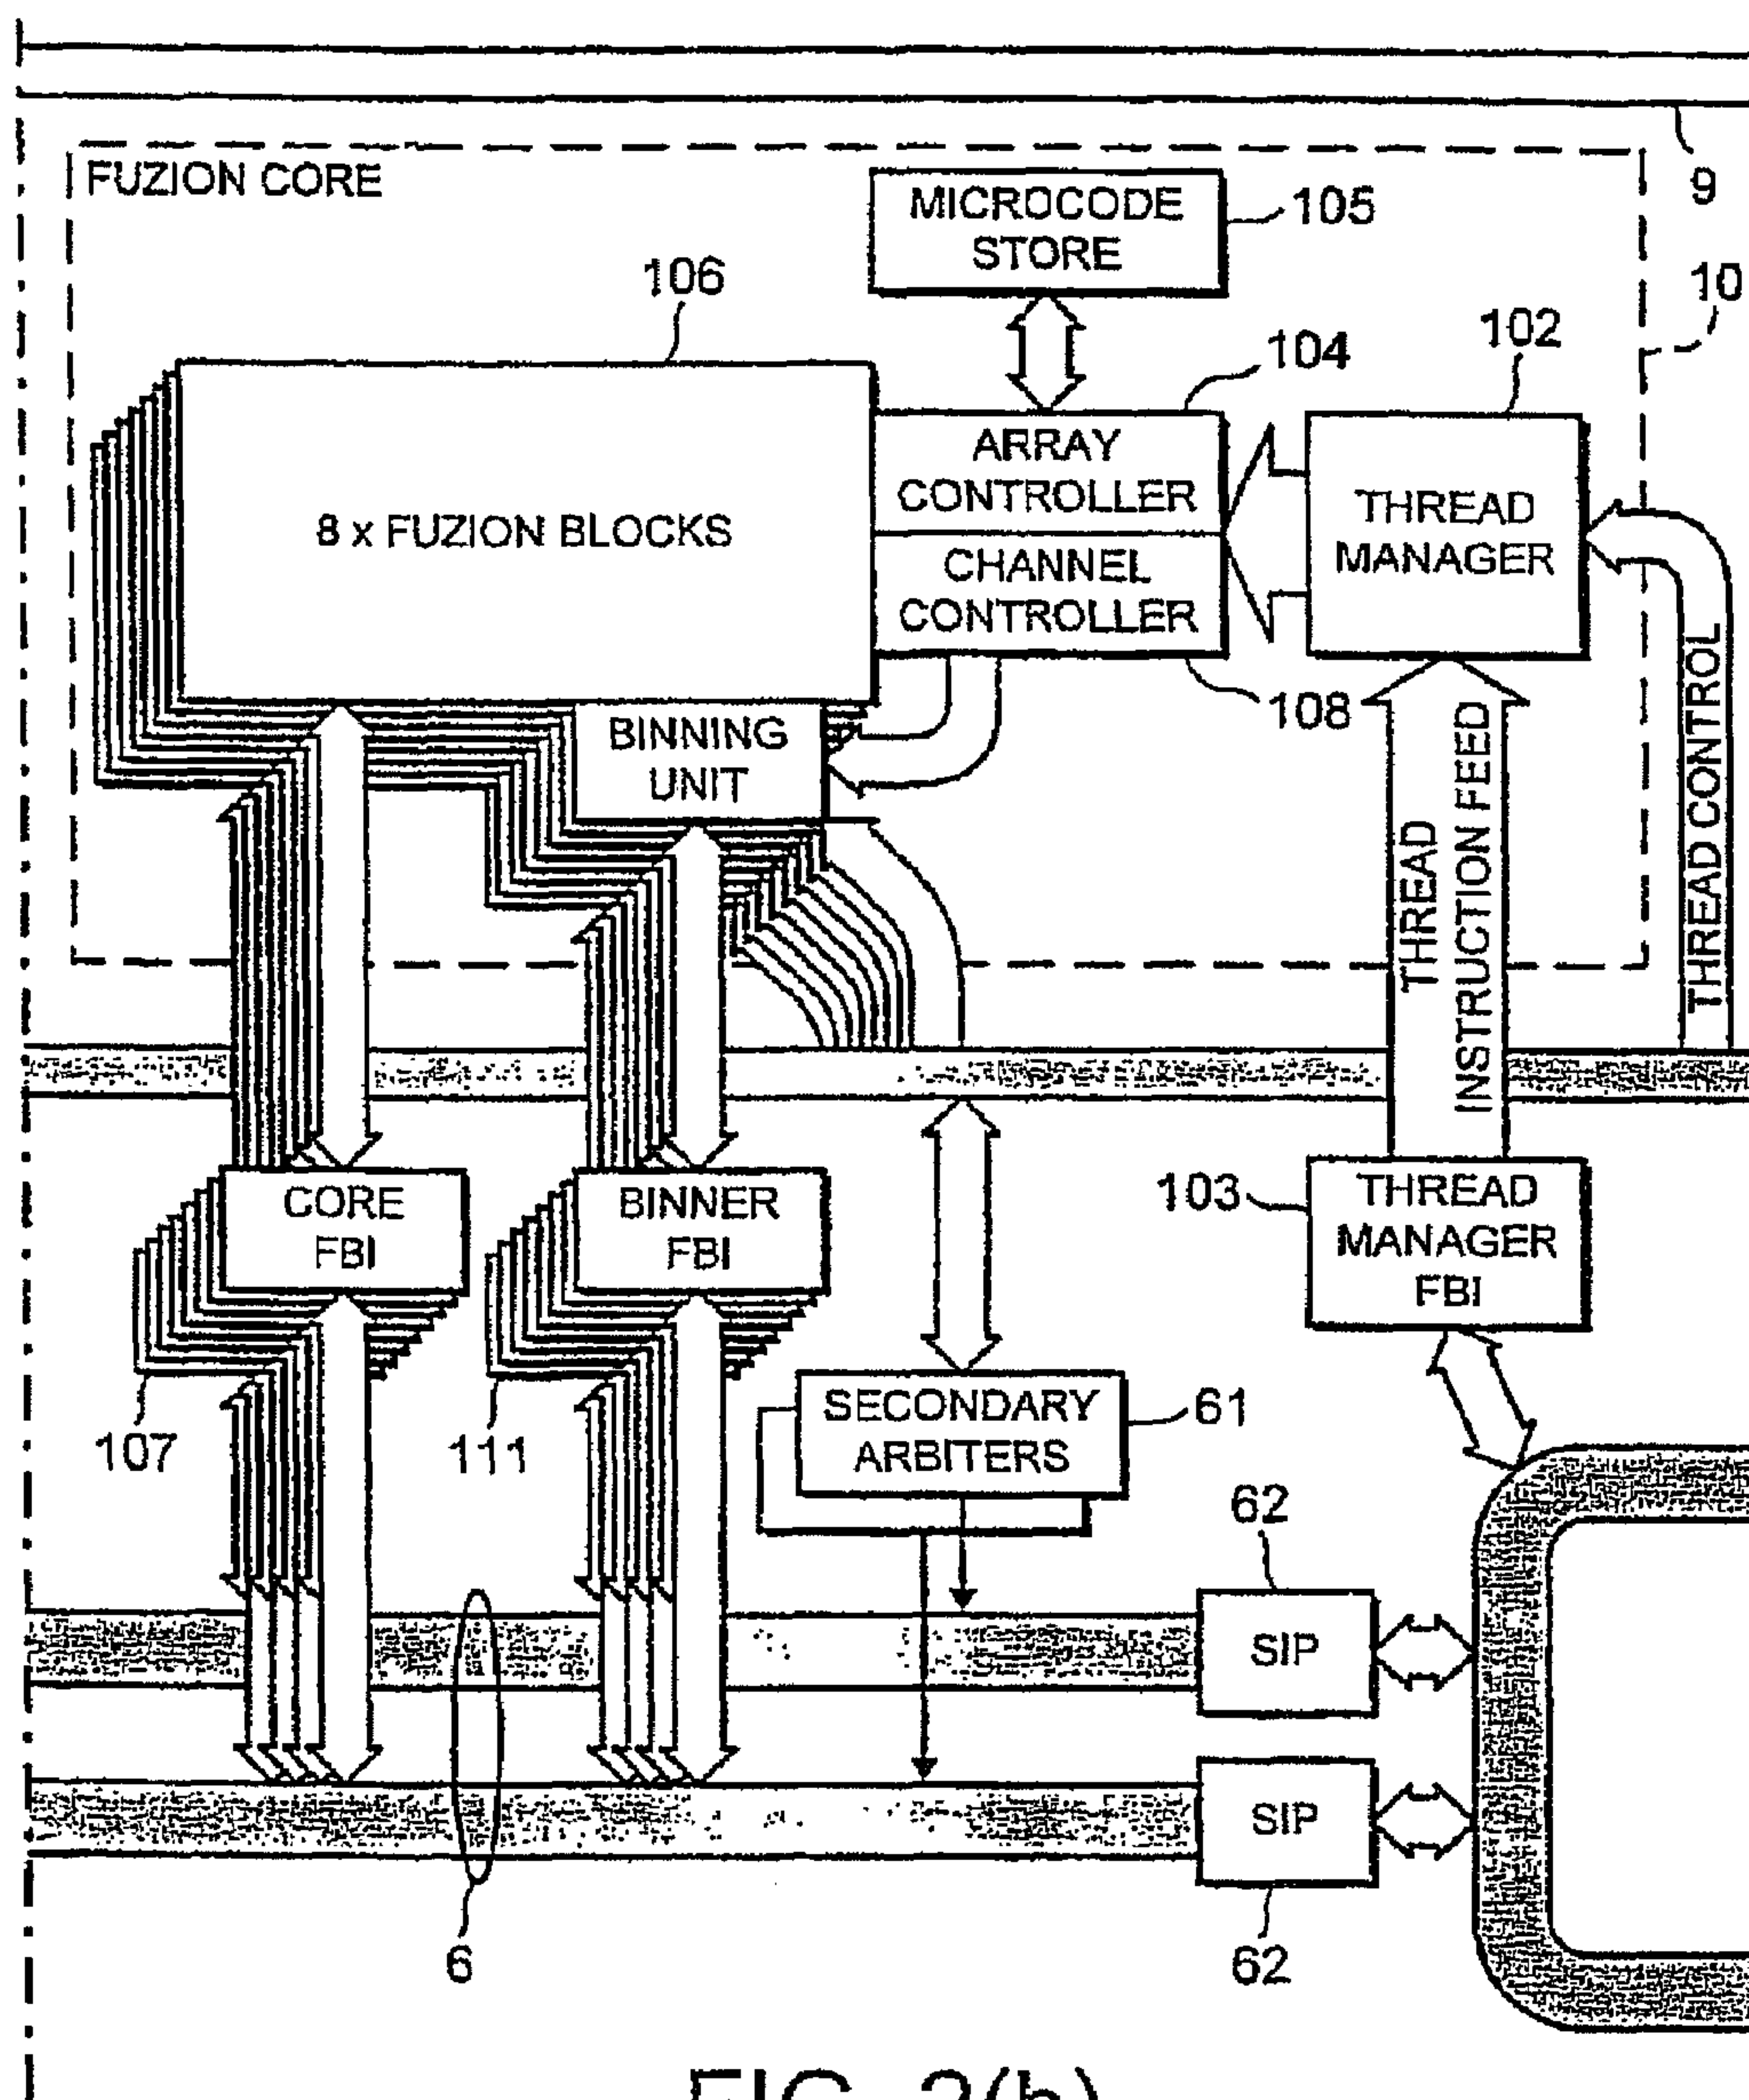 9
FUZION CORE
MICROCODE
STORE
105
10
106
104
102
8 x FUZION BLOCKS
ARRAY
CONTROLLER
CHANNEL
CONTROLLER
THREAD
MANAGER
108
BINNING
UNIT
THREAD
INSTRUCTION FEED
THREAD CONTROL
CORE
FBI
BINNER
FBI
103
THREAD
MANAGER
FBI
107
111
SECONDARY
ARBITERS
61
62
SIP
SIP
6
62
FIG. 2(b)